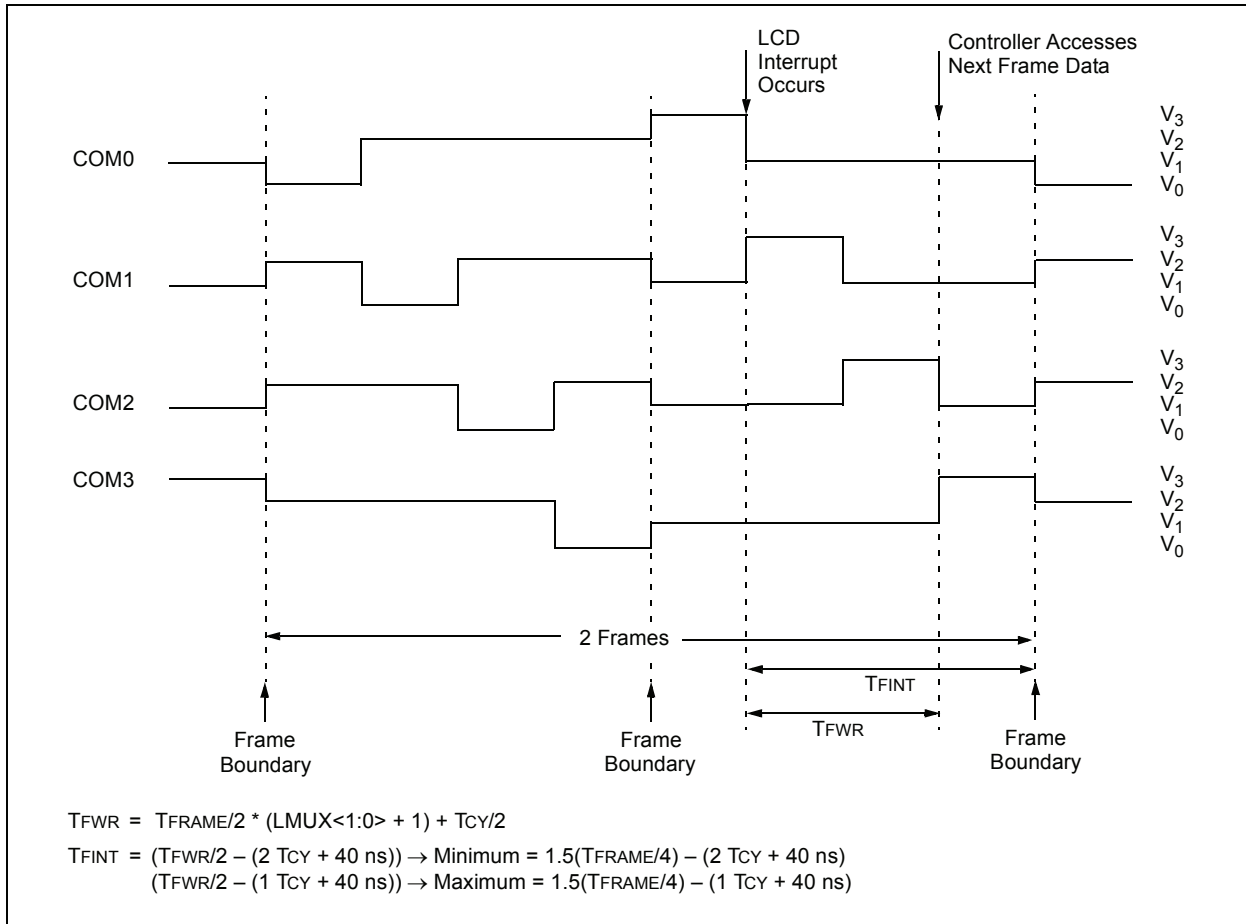 LCD
Interrupt
Occurs
Controller Accesses
Next Frame Data
COM0
V3
V2
V1
V0
COM1
V3
V2
V1
V0
COM2
V3
V2
V1
V0
COM3
V3
V2
V1
V0
2 Frames
TFINT
TFWR
Frame
Boundary
Frame
Boundary
Frame
Boundary
TFWR = TFRAME/2 * (LMUX<1:0> + 1) + TCY/2
TFINT = (TFWR/2 – (2 TCY + 40 ns)) → Minimum = 1.5(TFRAME/4) – (2 TCY + 40 ns)
(TFWR/2 – (1 TCY + 40 ns)) → Maximum = 1.5(TFRAME/4) – (1 TCY + 40 ns)